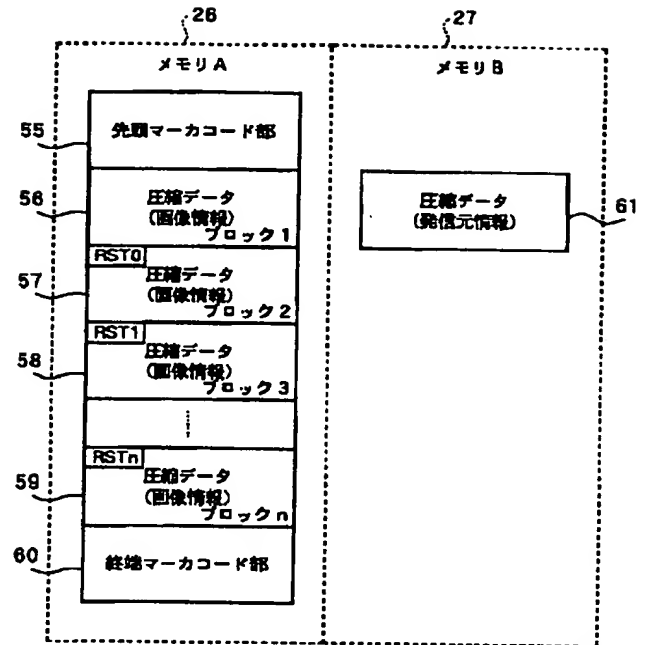 26
27
メモリA
メモリB
55
先頭マーカコード部
56
圧縮データ
(画像情報)
ブロック1
圧縮データ
(発信元情報)
61
57
RST0
圧縮データ
(画像情報)
ブロック2
58
RST1
圧縮データ
(画像情報)
ブロック3
59
RSTn
圧縮データ
(画像情報)
ブロックn
60
終端マーカコード部